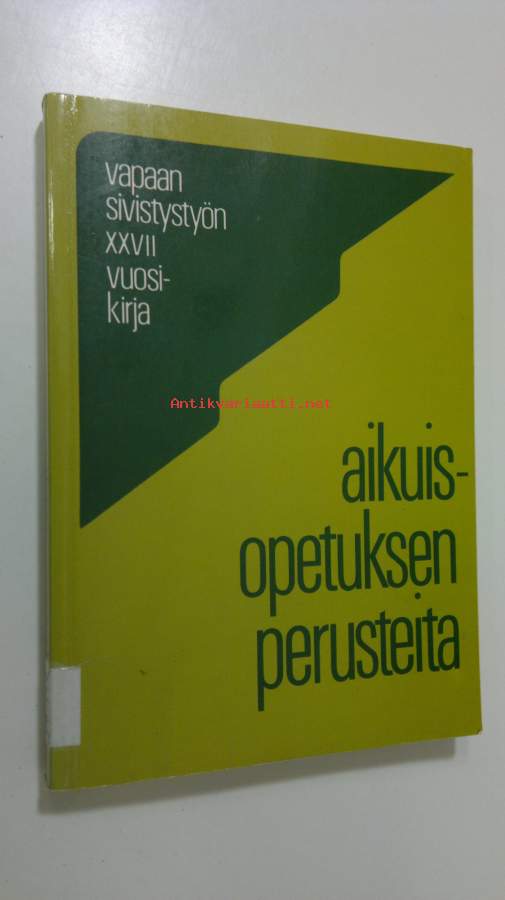 vapaan
sivistystyön
XXVII
vuosi-
kirja
Antikvariaatti.net
aikuis-
opetuksen
perusteita